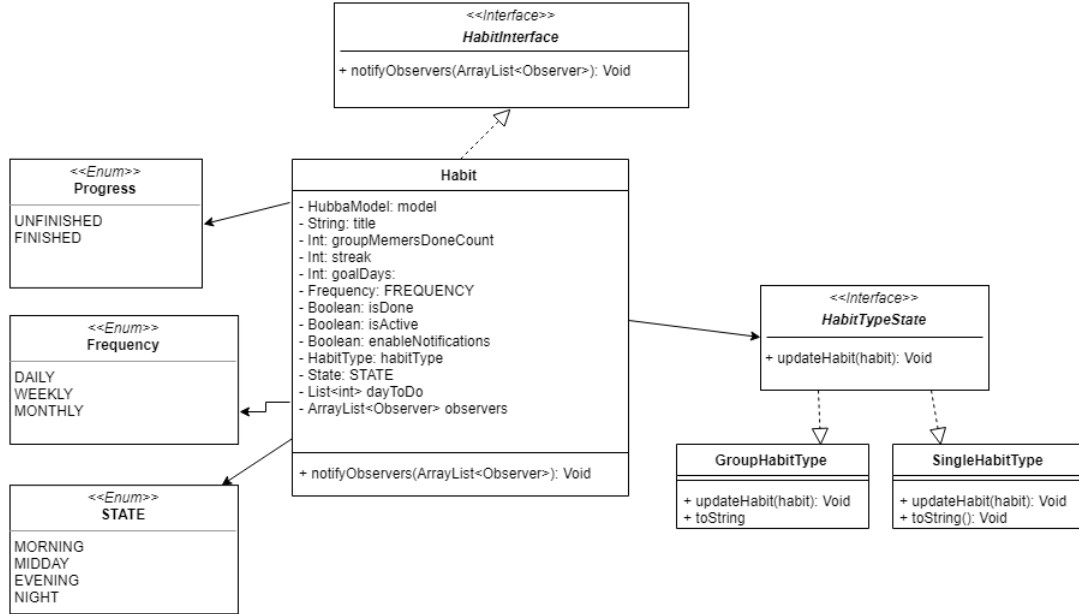 <<Interface>>
HabitInterface
+ notifyObservers(ArrayList<Observer>): Void
<<Enum>>
Progress
UNFINISHED
FINISHED
Habit
- HubbaModel: model
- String: title
- Int: groupMemersDoneCount
- Int: streak
- Int: goalDays:
- Frequency: FREQUENCY
- Boolean: isDone
- Boolean: isActive
- Boolean: enableNotifications
- HabitType: habitType
- State: STATE
- List<int> dayToDo
- ArrayList<Observer> observers
+ notifyObservers(ArrayList<Observer>): Void
<<Enum>>
Frequency
DAILY
WEEKLY
MONTHLY
<<Enum>>
STATE
MORNING
MIDDAY
EVENING
NIGHT
<<Interface>>
HabitTypeState
+ updateHabit(habit): Void
GroupHabitType
+ updateHabit(habit): Void
+ toString
SingleHabitType
+ updateHabit(habit): Void
+ toString(): Void